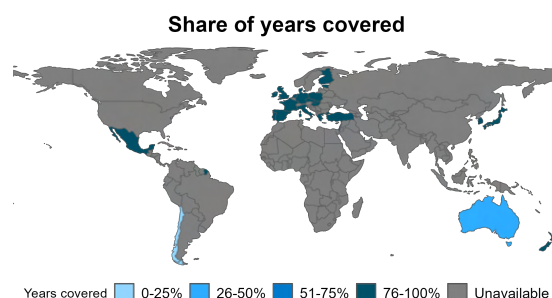 Share of years covered
Years covered 0-25% 26-50% 51-75% 76-100% Unavailable